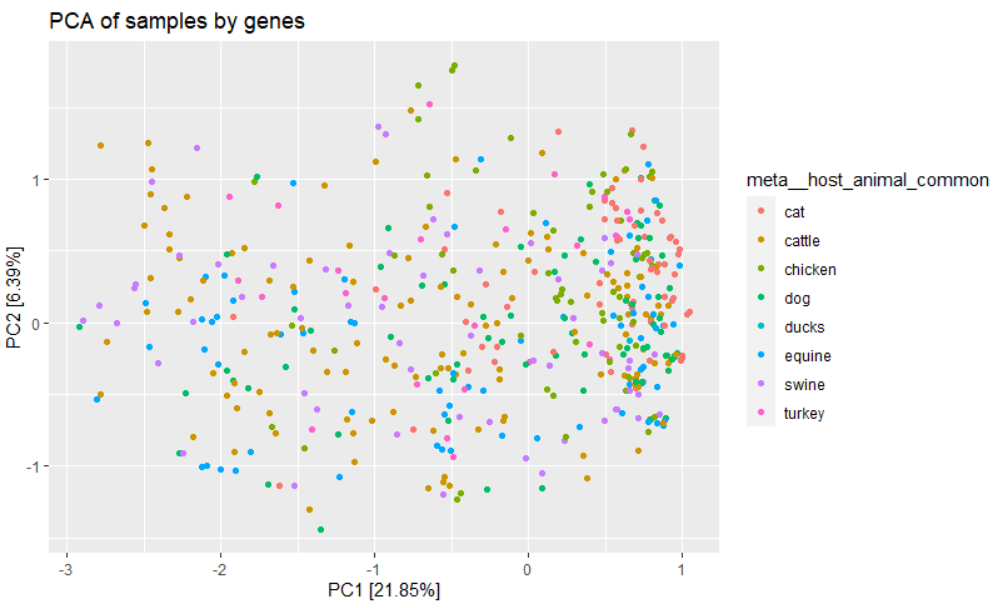 PCA of samples by genes
PC2 [6.39%]
1
0
-1
-3
-2
-1
0
1
PC1 [21.85%]
meta__host_animal_common
cat
cattle
chicken
dog
ducks
equine
swine
turkey